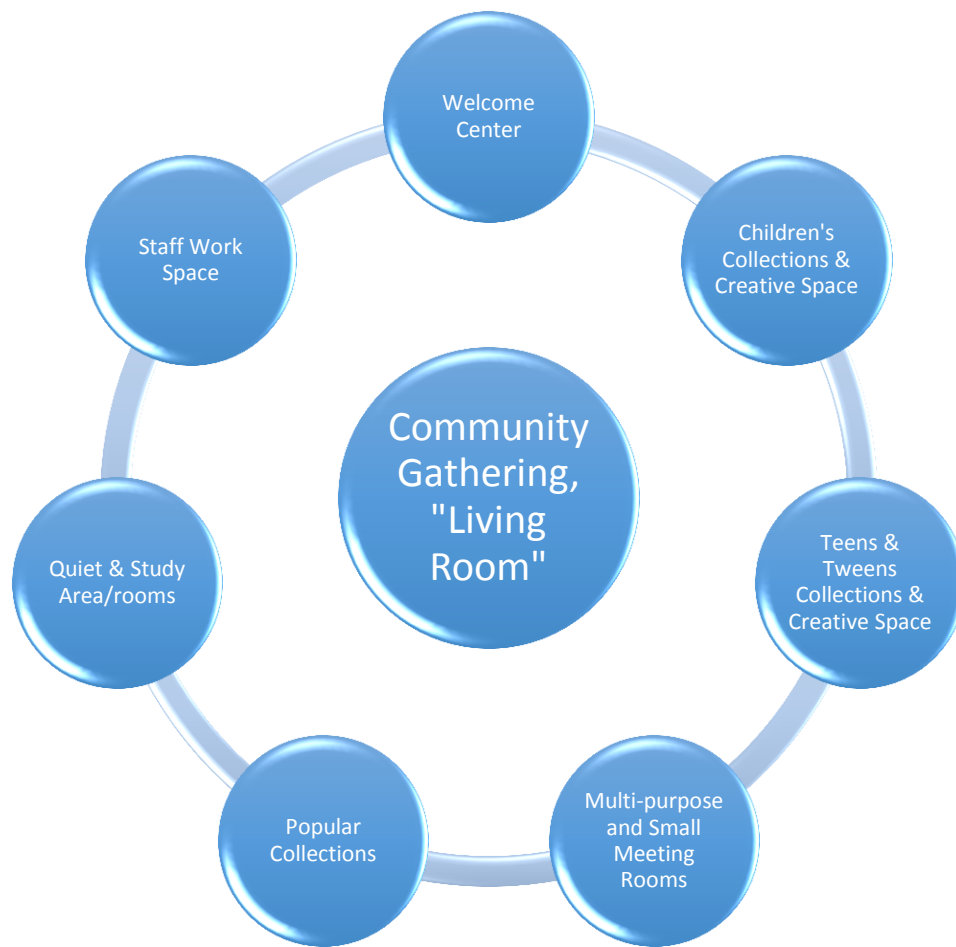 Welcome
Center
Children's
Collections &
Creative Space
Teens &
Tweens
Collections &
Creative Space
Multi-purpose
and Small
Meeting
Rooms
Popular
Collections
Quiet & Study
Area/rooms
Staff Work
Space
Community
Gathering,
"Living
Room"